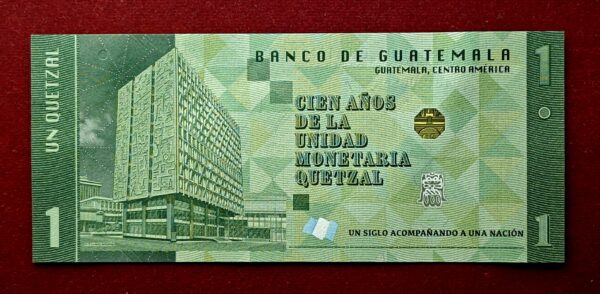 BANCO DE GUATEMALA
GUATEMALA, CENTRO AMÉRICA
1
UN QUETZAL
CIEN AÑOS
DE LA
UNIDAD
MONETARIA
QUETZAL
1
UN SIGLO ACOMPAÑANDO A UNA NACIÓN
1